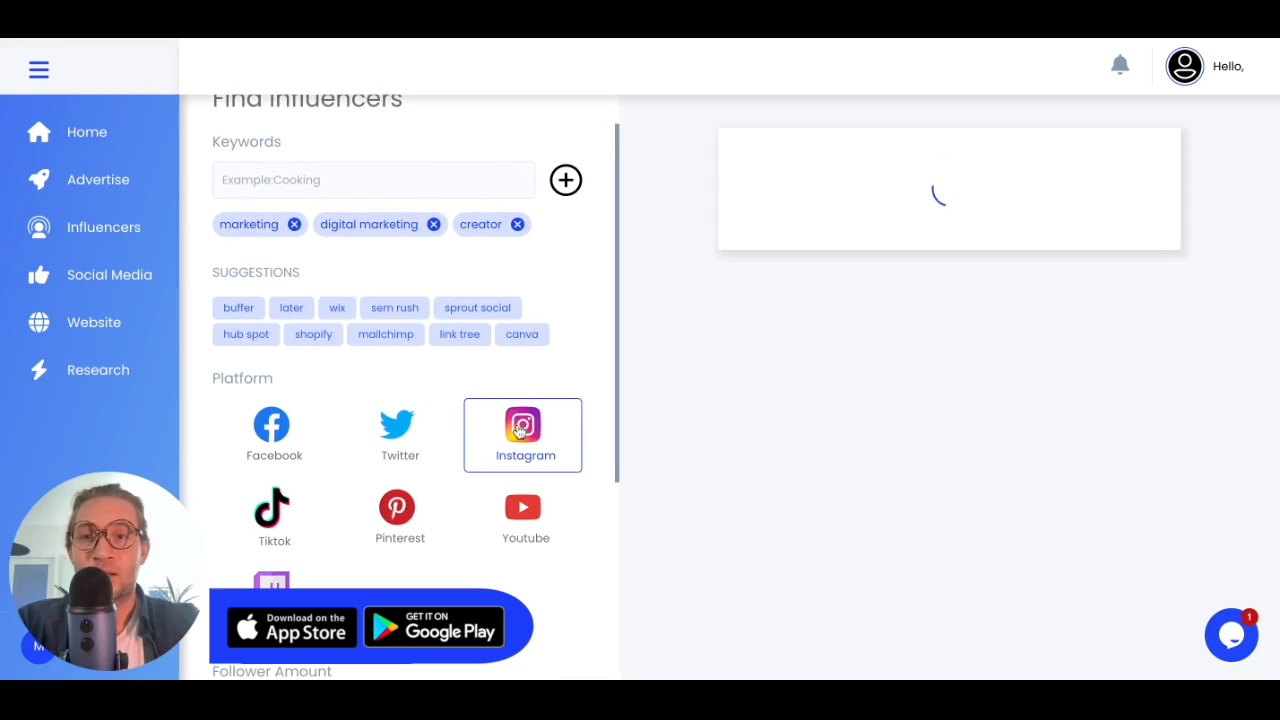 Hello,
Home
Advertise
Influencers
Social Media
Website
Research
M
Find Influencers
Keywords
Example:Cooking
marketing digital marketing creator
SUGGESTIONS
buffer later wix sem rush sprout social
hub spot shopify mailchimp link tree canva
Platform
Facebook Twitter Instagram
Tiktok Pinterest Youtube
Download on the
App Store
GET IT ON
Google Play
Follower Amount
1